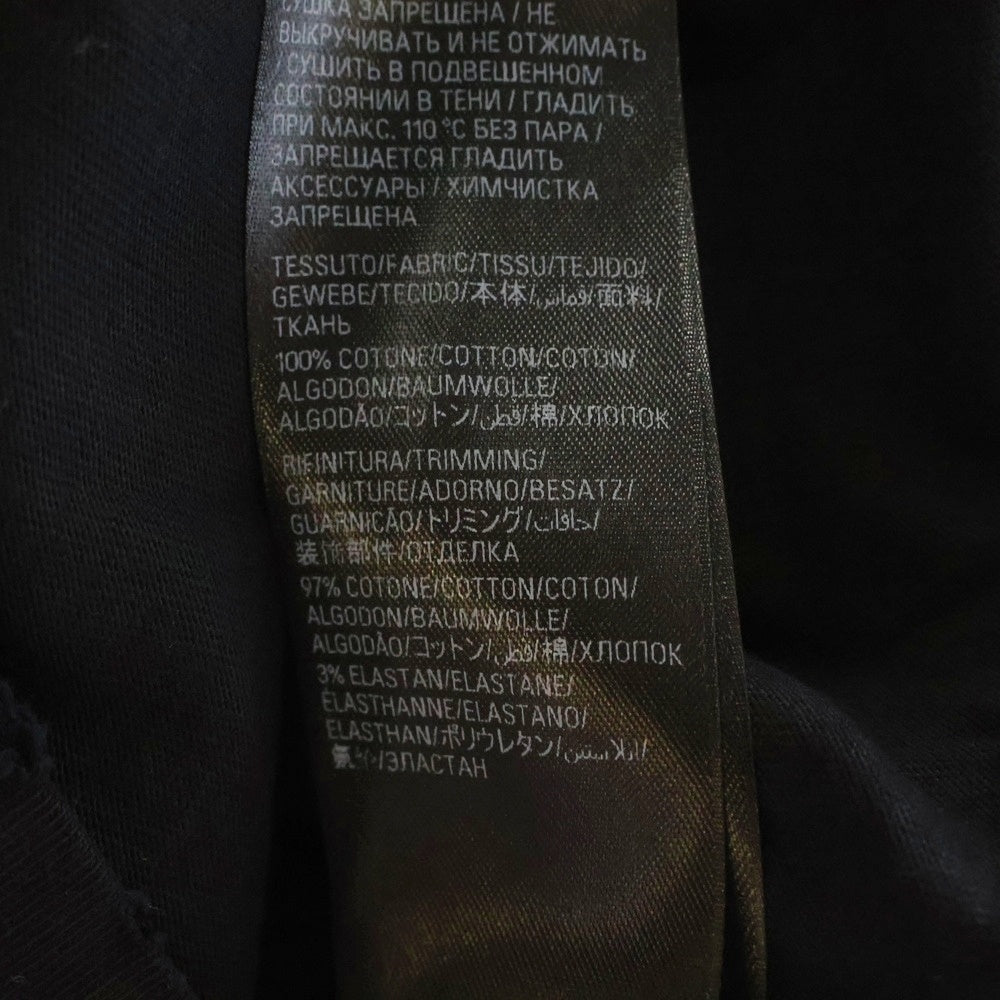 СУШКА ЗАПРЕЩЕНА / НЕ
ВЫКРУЧИВАТЬ И НЕ ОТЖИМАТЬ
/ СУШИТЬ В ПОДВЕШЕННОМ
СОСТОЯНИИ В ТЕНИ / ГЛАДИТЬ
ПРИ МАКС. 110 °C БЕЗ ПАРА /
ЗАПРЕЩАЕТСЯ ГЛАДИТЬ
АКСЕССУАРЫ / ХИМЧИСТКА
ЗАПРЕЩЕНА
TESSUTO/FABRIC/TISSU/TEJIDO/
GEWEBE/TECIDO/本体/قماش/面料/
ТКАНЬ
100% COTONE/COTTON/COTON/
ALGODON/BAUMWOLLE/
ALGODÃO/コットン/قطن/棉/ХЛОПОК
RIFINITURA/TRIMMING/
GARNITURE/ADORNO/BESATZ/
GUARNICÃO/トリミング/حافات/
装饰部件/ОТДЕЛКА
97% COTONE/COTTON/COTON/
ALGODON/BAUMWOLLE/
ALGODÃO/コットン/قطن/棉/ХЛОПОК
3% ELASTAN/ELASTANE/
ÉLASTHANNE/ELASTANO/
ELASTHAN/ポリウレタン/إيلاستين/
/ЭЛАСТАН